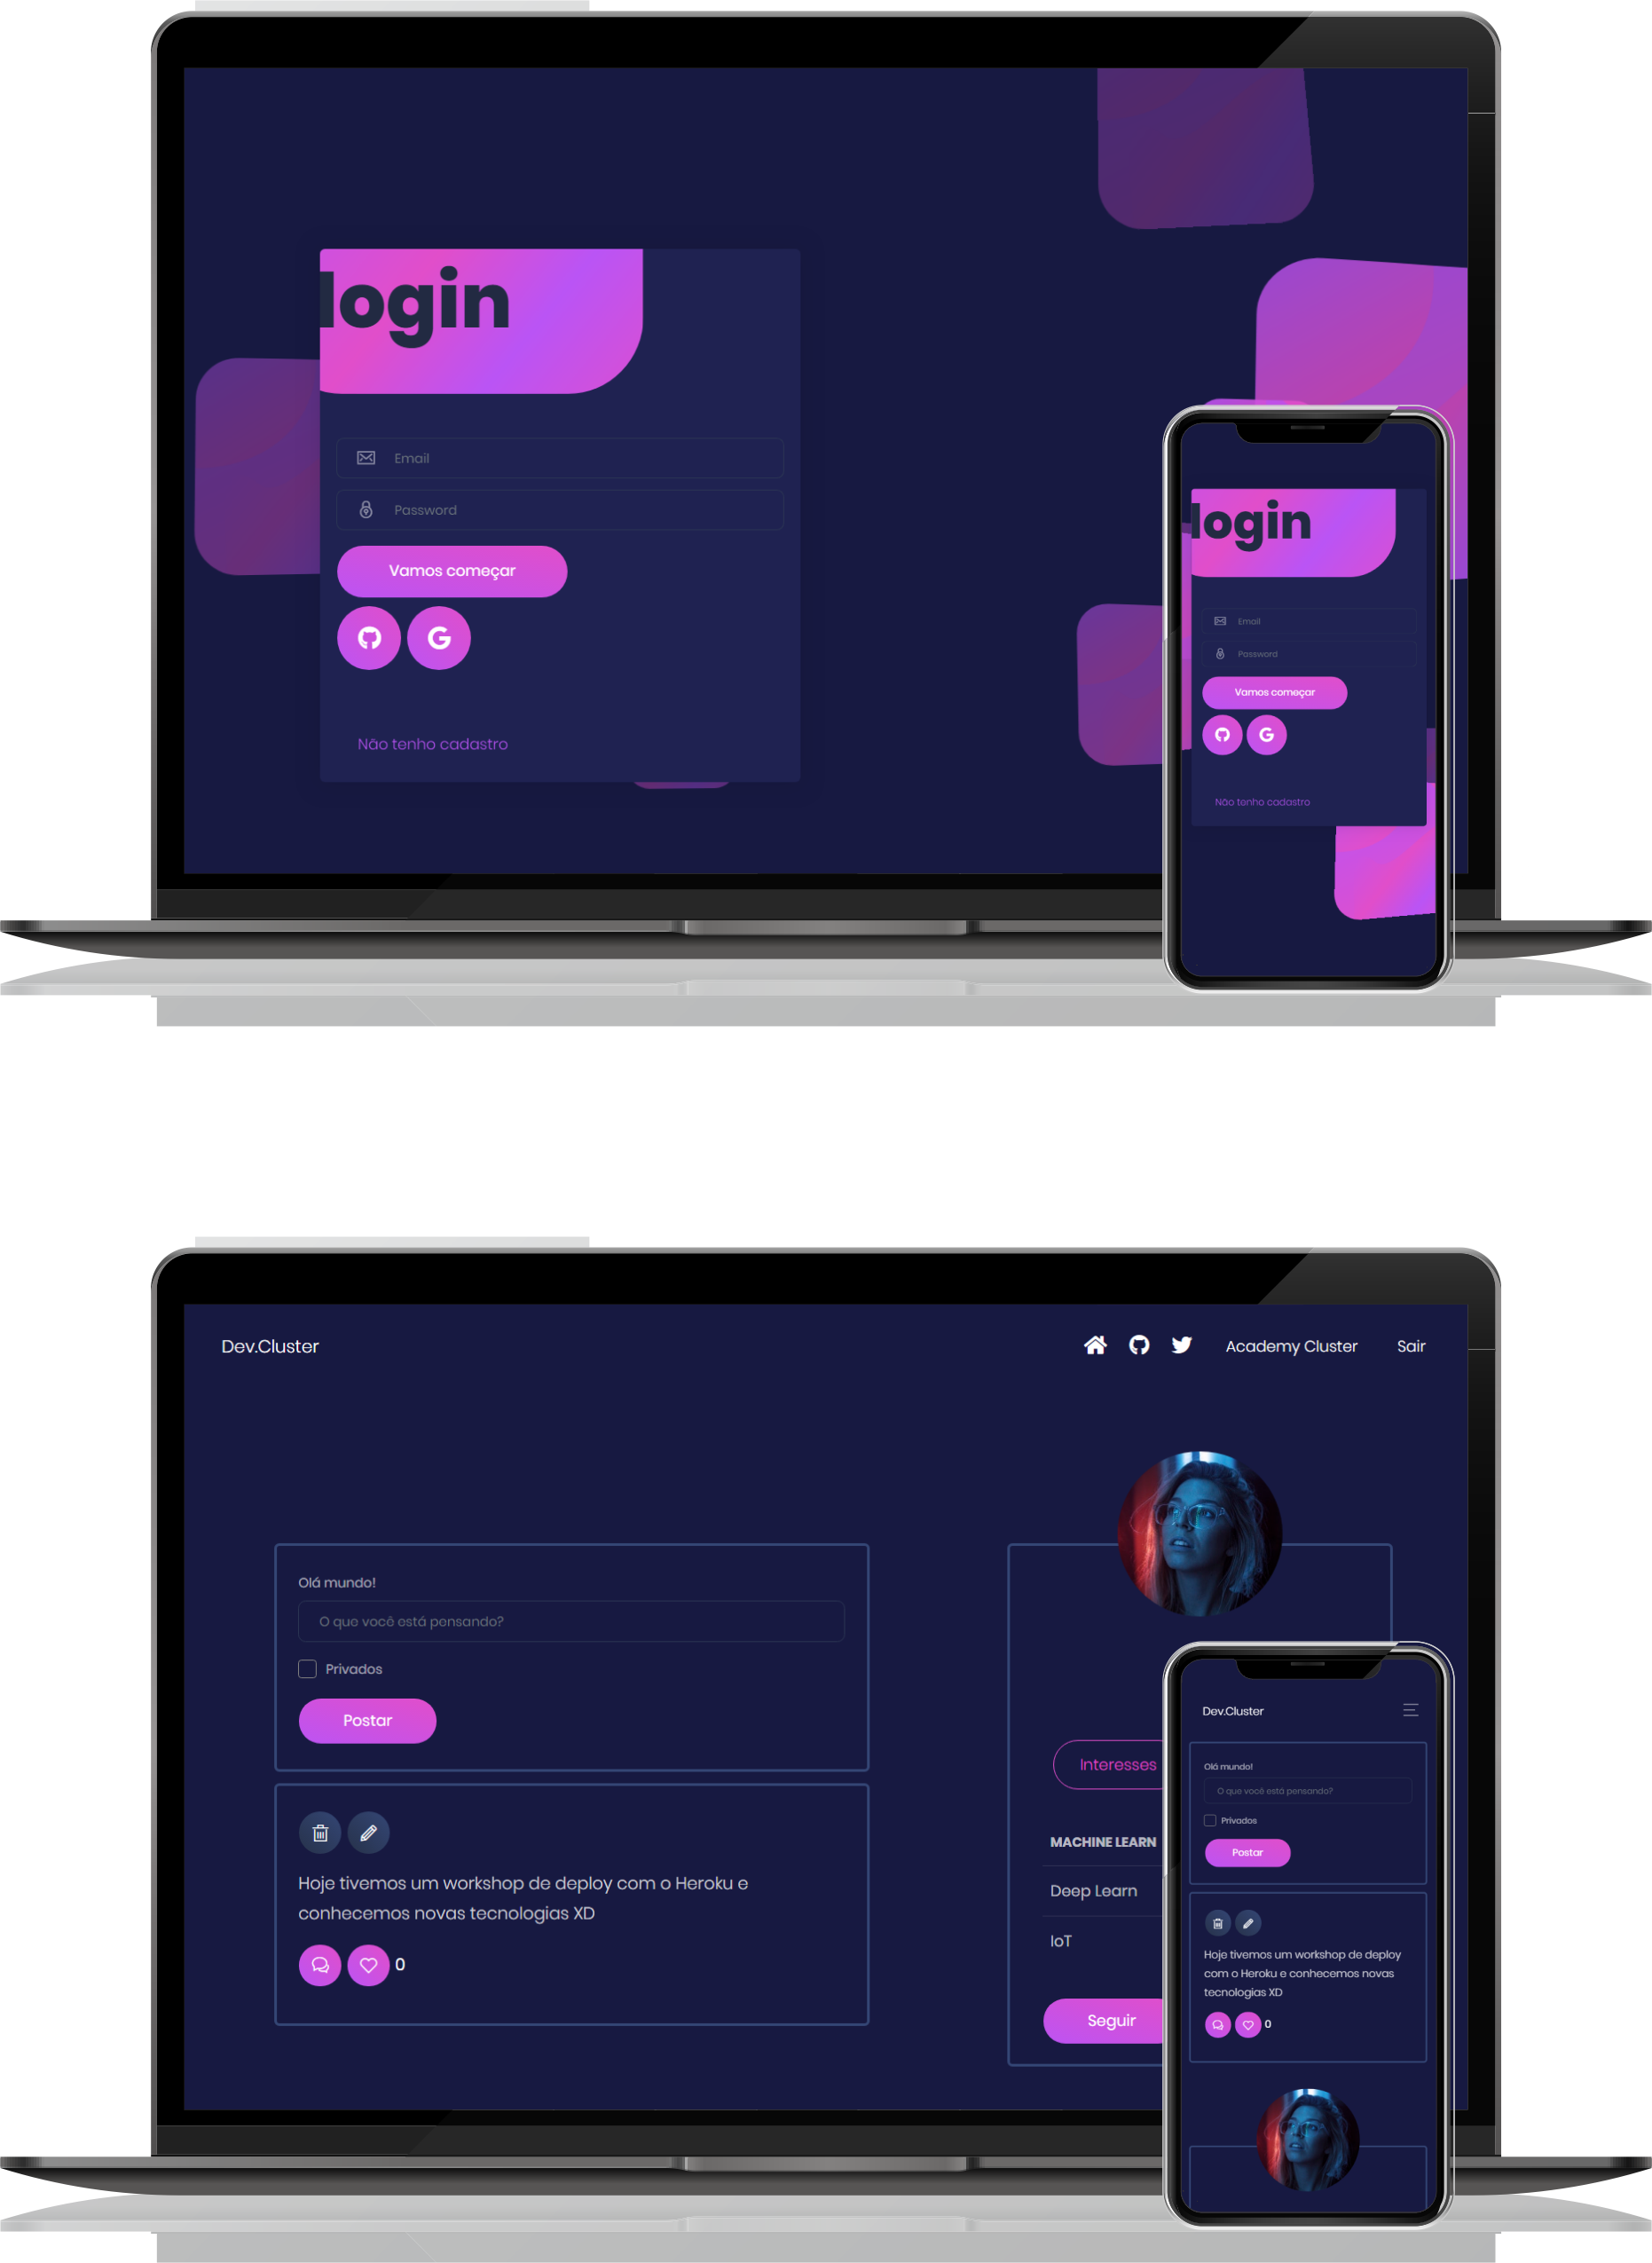 login
Email
Password
Vamos começar
Não tenho cadastro
login
Email
Password
Vamos começar
Não tenho cadastro
Dev.Cluster
Academy Cluster
Sair
Olá mundo!
O que você está pensando?
Privados
Postar
Hoje tivemos um workshop de deploy com o Heroku e
conhecemos novas tecnologias XD
0
Interesses
MACHINE LEARN
Deep Learn
IoT
Seguir
Dev.Cluster
Olá mundo!
O que você está pensando?
Privados
Postar
Hoje tivemos um workshop de deploy
com o Heroku e conhecemos novas
tecnologias XD
0